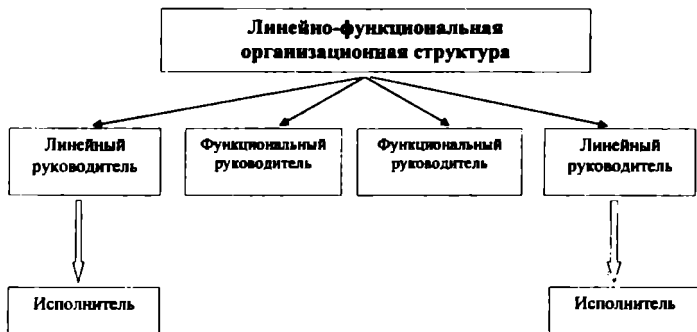 Линейно-функциональная
организационная структура
Линейный
руководитель
Функциональный
руководитель
Функциональный
руководитель
Линейный
руководитель
Исполнитель
Исполнитель